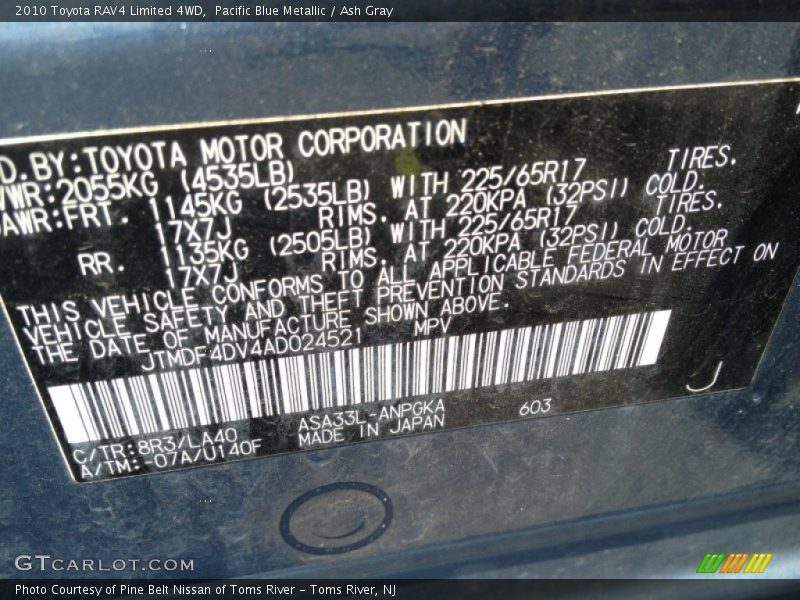 2010 Toyota RAV4 Limited 4WD, Pacific Blue Metallic / Ash Gray
D.BY:TOYOTA MOTOR CORPORATION
VWR:2055KG (4535LB)
AWR:FRT. 1145KG (2535LB) WITH 225/65R17 TIRES.
17X7J RIMS. AT 220KPA (32PSI) COLD.
RR. 1135KG (2505LB) WITH 225/65R17 TIRES.
17X7J RIMS. AT 220KPA (32PSI) COLD.
THIS VEHICLE CONFORMS TO ALL APPLICABLE FEDERAL MOTOR
VEHICLE SAFETY AND THEFT PREVENTION STANDARDS IN EFFECT ON
THE DATE OF MANUFACTURE SHOWN ABOVE.
MPV
C/TR:8R3/LA40 ASA33L-ANPGKA 603
A/TM:-07A/U140F MADE IN JAPAN
J
GTCARLOT.COM
Photo Courtesy of Pine Belt Nissan of Toms River – Toms River, NJ